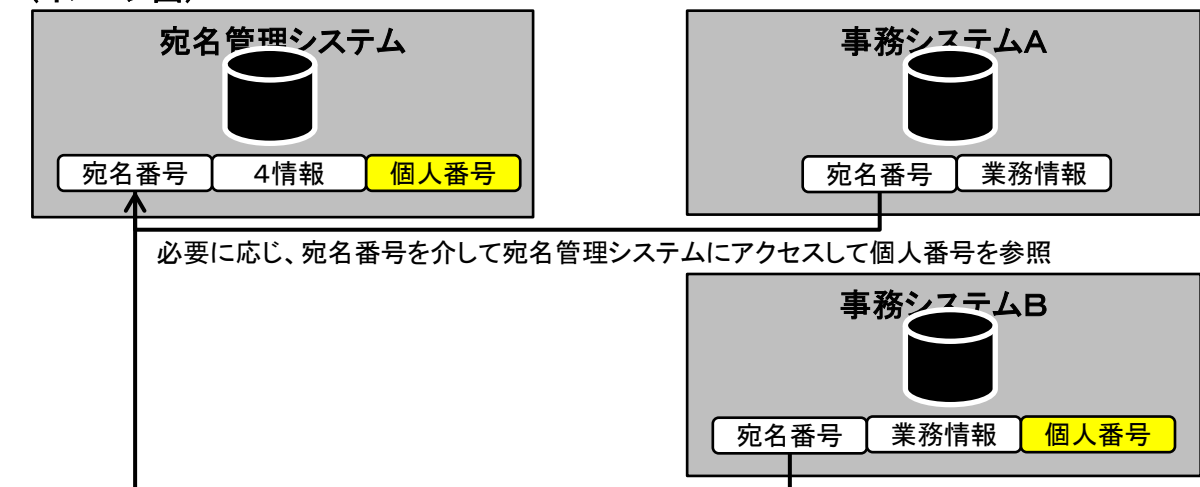 宛名管理システム
事務システムA
宛名番号 4情報 個人番号
宛名番号 業務情報
必要に応じ、宛名番号を介して宛名管理システムにアクセスして個人番号を参照
事務システムB
宛名番号 業務情報 個人番号